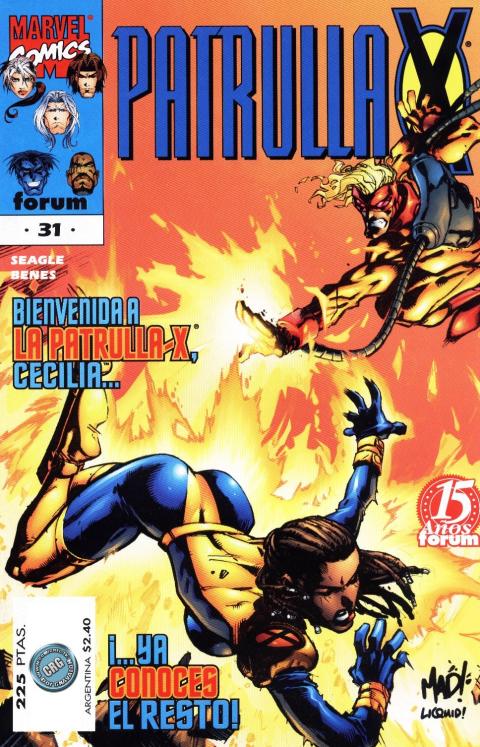 MARVEL
COMICS
M
PATRULLA X
forum
· 31 ·
SEAGLE
BENES
BIENVENIDA A
LA PATRULLA-X,
CECILIA...
15
Años
forum
¡...YA
CONOCES
EL RESTO!
225 PTAS.
ARGENTINA $2.40
CRG
MAD!
LIQUID!